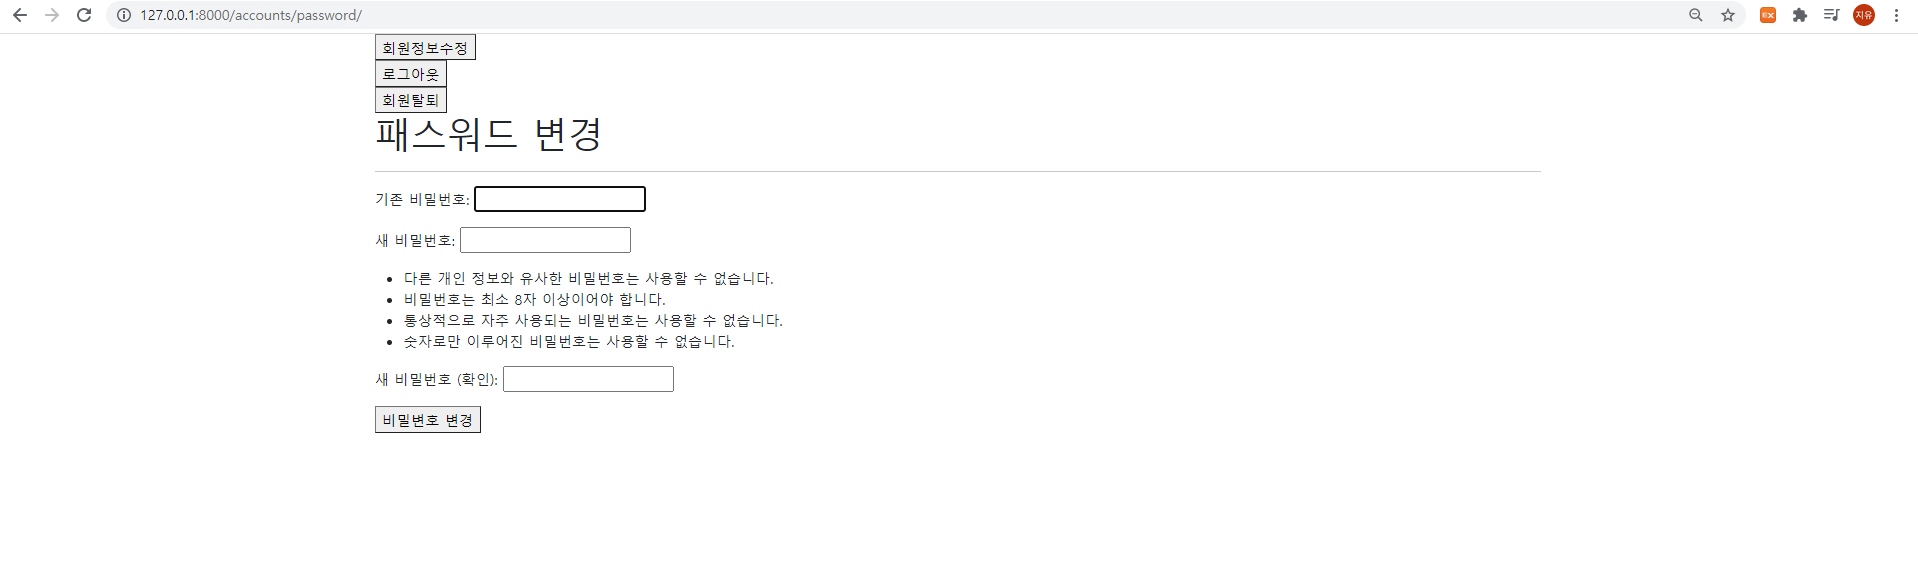 127.0.0.1:8000/accounts/password/
EX
지유
회원정보수정
로그아웃
회원탈퇴
패스워드 변경
기존 비밀번호:
새 비밀번호:
다른 개인 정보와 유사한 비밀번호는 사용할 수 없습니다.
비밀번호는 최소 8자 이상이어야 합니다.
통상적으로 자주 사용되는 비밀번호는 사용할 수 없습니다.
숫자로만 이루어진 비밀번호는 사용할 수 없습니다.
새 비밀번호 (확인):
비밀변호 변경